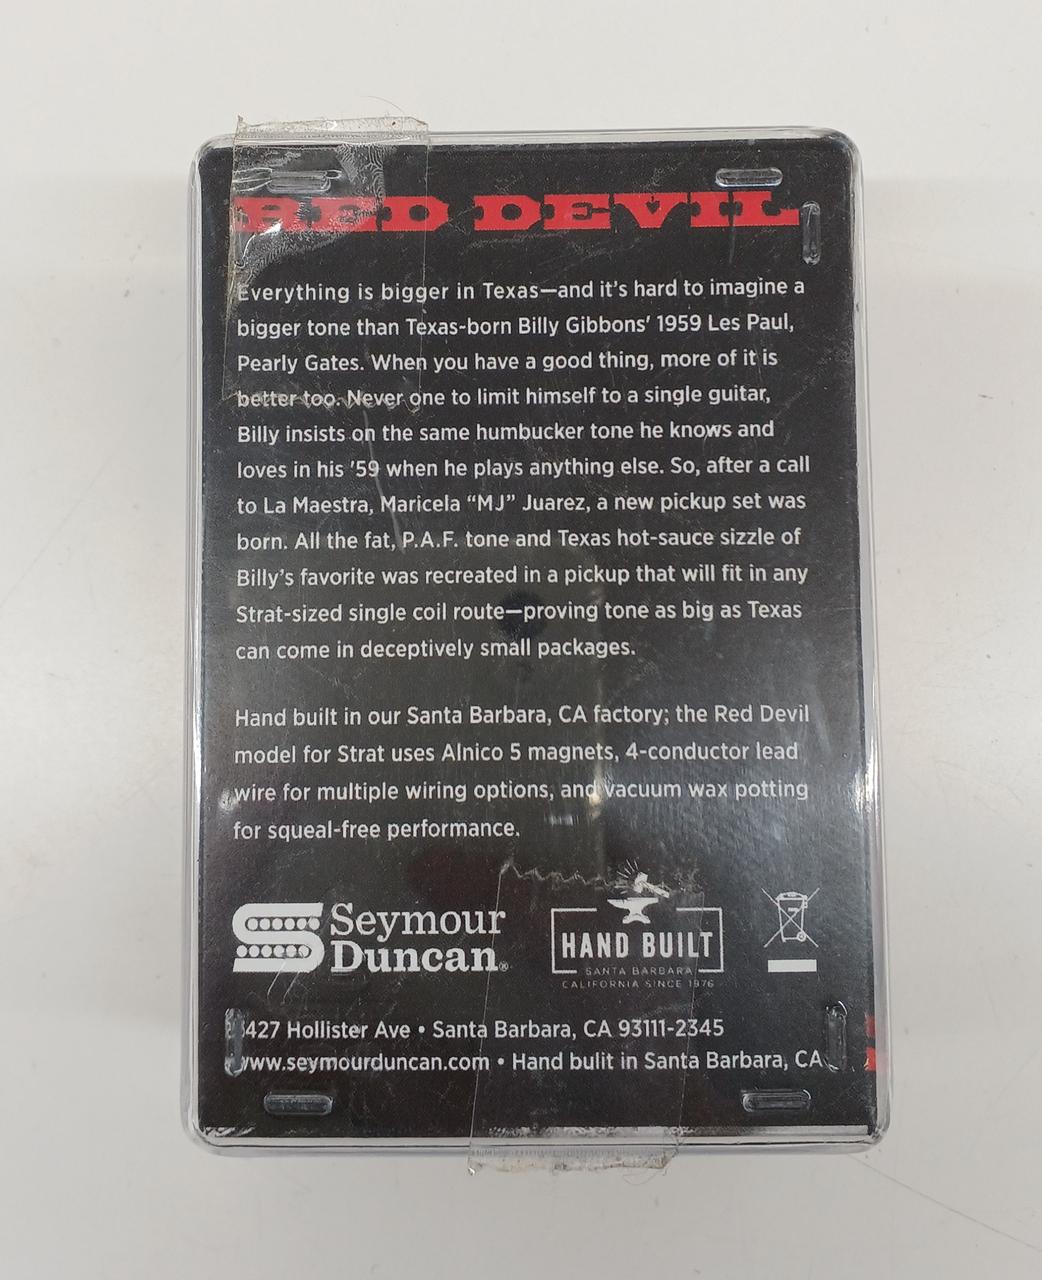 RED DEVIL
Everything is bigger in Texas—and it's hard to imagine a
bigger tone than Texas-born Billy Gibbons' 1959 Les Paul,
Pearly Gates. When you have a good thing, more of it is
better too. Never one to limit himself to a single guitar,
Billy insists on the same humbucker tone he knows and
loves in his '59 when he plays anything else. So, after a call
to La Maestra, Maricela “MJ” Juarez, a new pickup set was
born. All the fat, P.A.F. tone and Texas hot-sauce sizzle of
Billy's favorite was recreated in a pickup that will fit in any
Strat-sized single coil route—proving tone as big as Texas
can come in deceptively small packages.
Hand built in our Santa Barbara, CA factory; the Red Devil
model for Strat uses Alnico 5 magnets, 4-conductor lead
wire for multiple wiring options, and vacuum wax potting
for squeal-free performance.
Seymour
Duncan®
HAND BUILT
SANTA BARBARA
CALIFORNIA SINCE 1976
5427 Hollister Ave • Santa Barbara, CA 93111-2345
www.seymourduncan.com • Hand bulit in Santa Barbara, CA